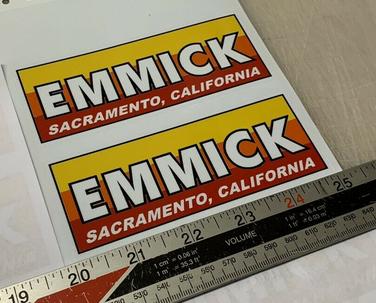 EMMICK
SACRAMENTO, CALIFORNIA
EMMICK
SACRAMENTO, CALIFORNIA
19 20 21 22 23 24 25
VOLUME